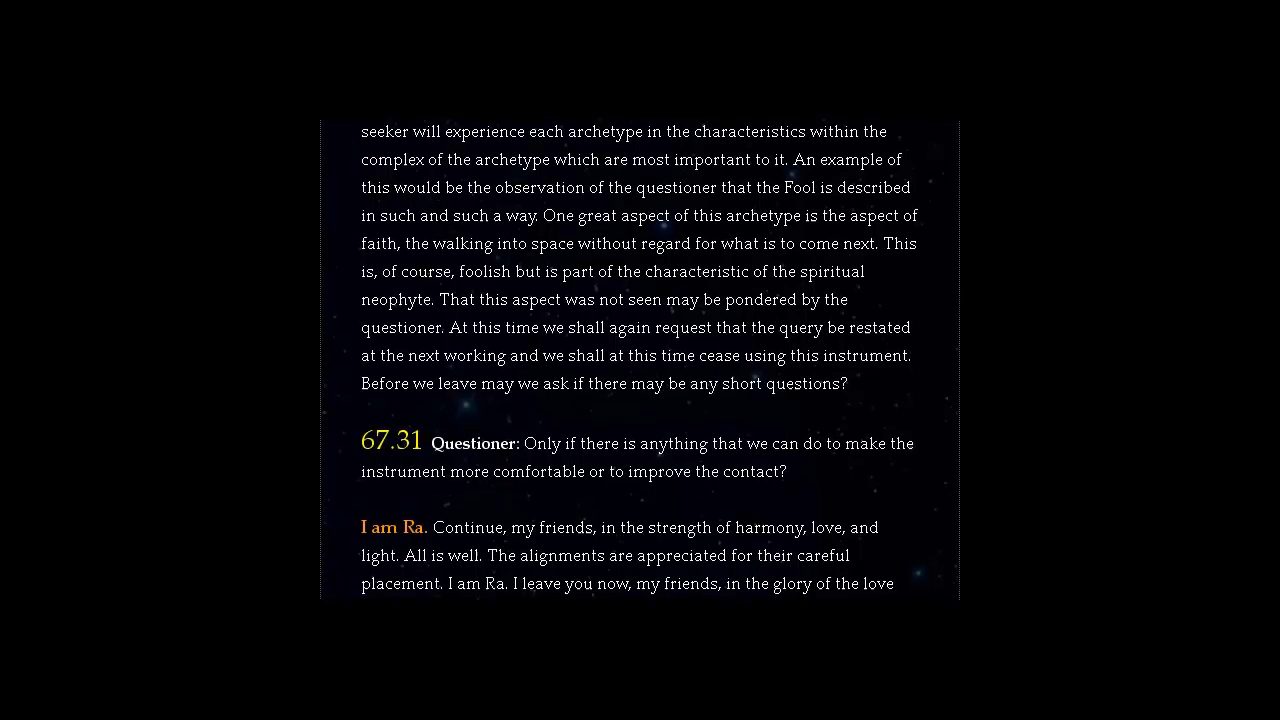 seeker will experience each archetype in the characteristics within the
complex of the archetype which are most important to it. An example of
this would be the observation of the questioner that the Fool is described
in such and such a way. One great aspect of this archetype is the aspect of
faith, the walking into space without regard for what is to come next. This
is, of course, foolish but is part of the characteristic of the spiritual
neophyte. That this aspect was not seen may be pondered by the
questioner. At this time we shall again request that the query be restated
at the next working and we shall at this time cease using this instrument.
Before we leave may we ask if there may be any short questions?
67.31 Questioner: Only if there is anything that we can do to make the
instrument more comfortable or to improve the contact?
I am Ra. Continue, my friends, in the strength of harmony, love, and
light. All is well. The alignments are appreciated for their careful
placement. I am Ra. I leave you now, my friends, in the glory of the love